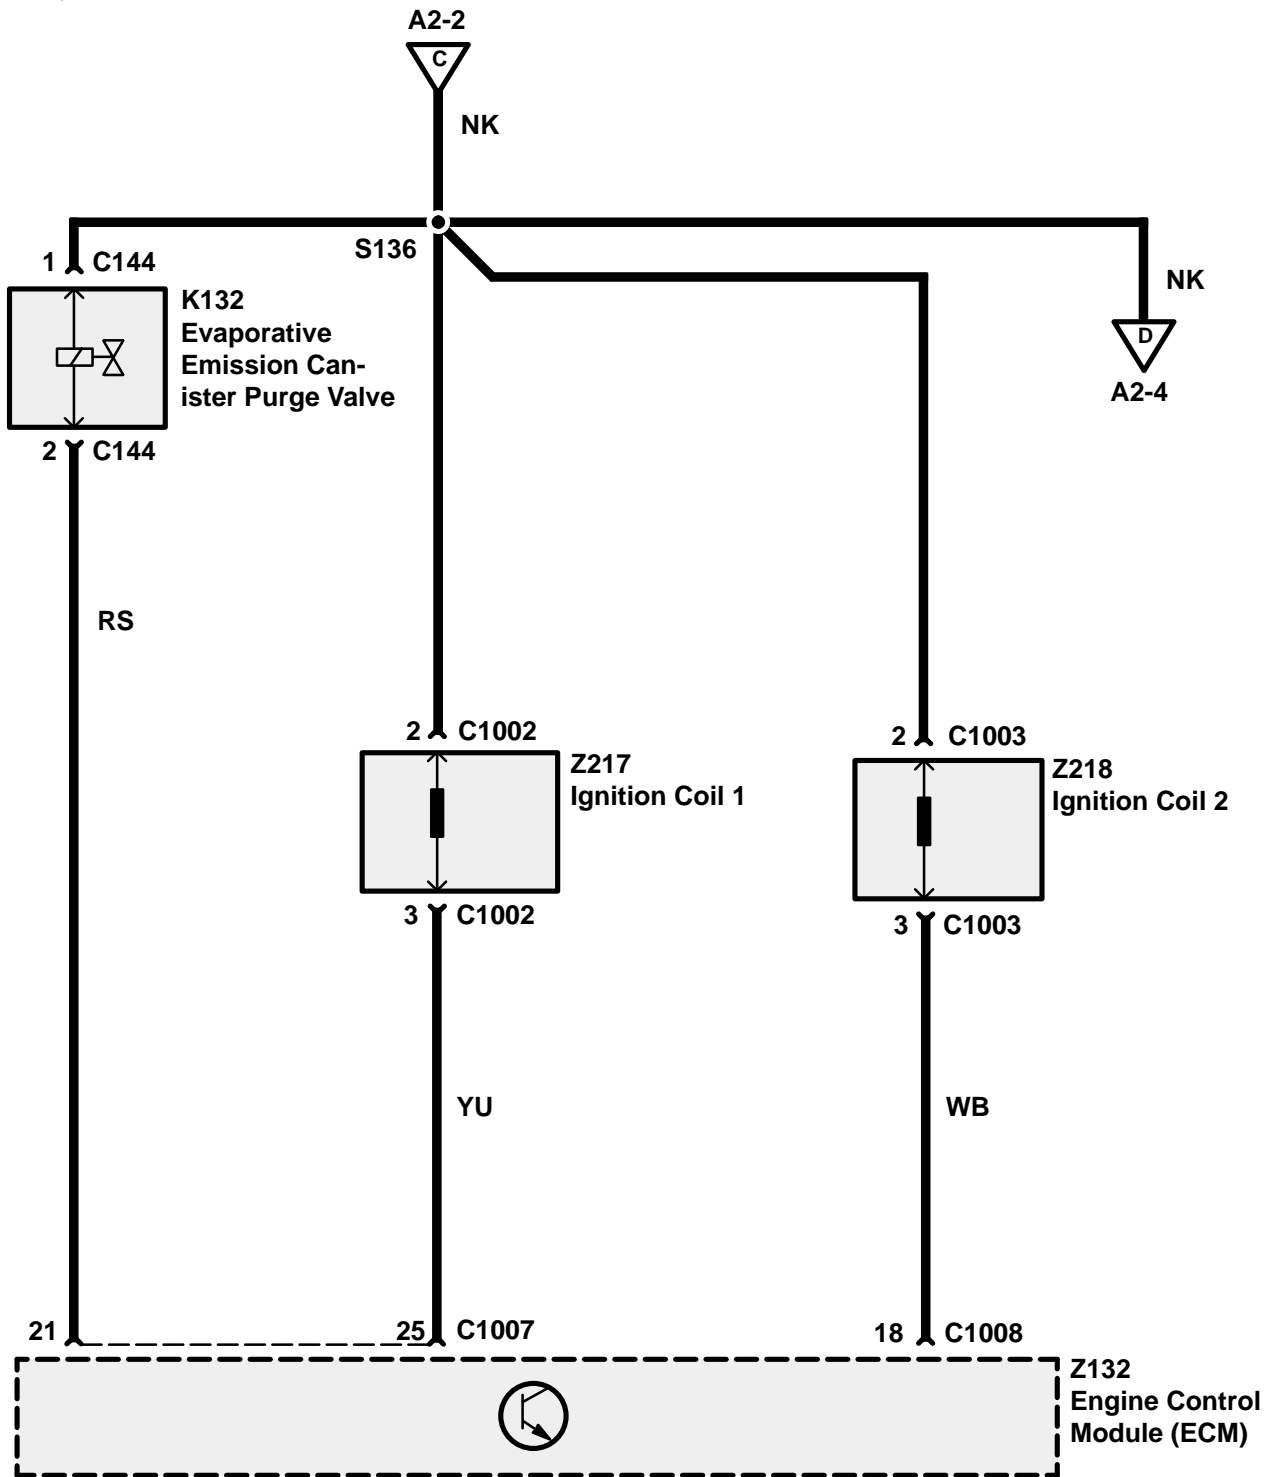 A2-2
C
NK
S136
1 C144
K132
Evaporative
Emission Can-
ister Purge Valve
2 C144
NK
D
A2-4
RS
2 C1002
Z217
Ignition Coil 1
3 C1002
2 C1003
Z218
Ignition Coil 2
3 C1003
YU
WB
21
25 C1007
18 C1008
Z132
Engine Control
Module (ECM)